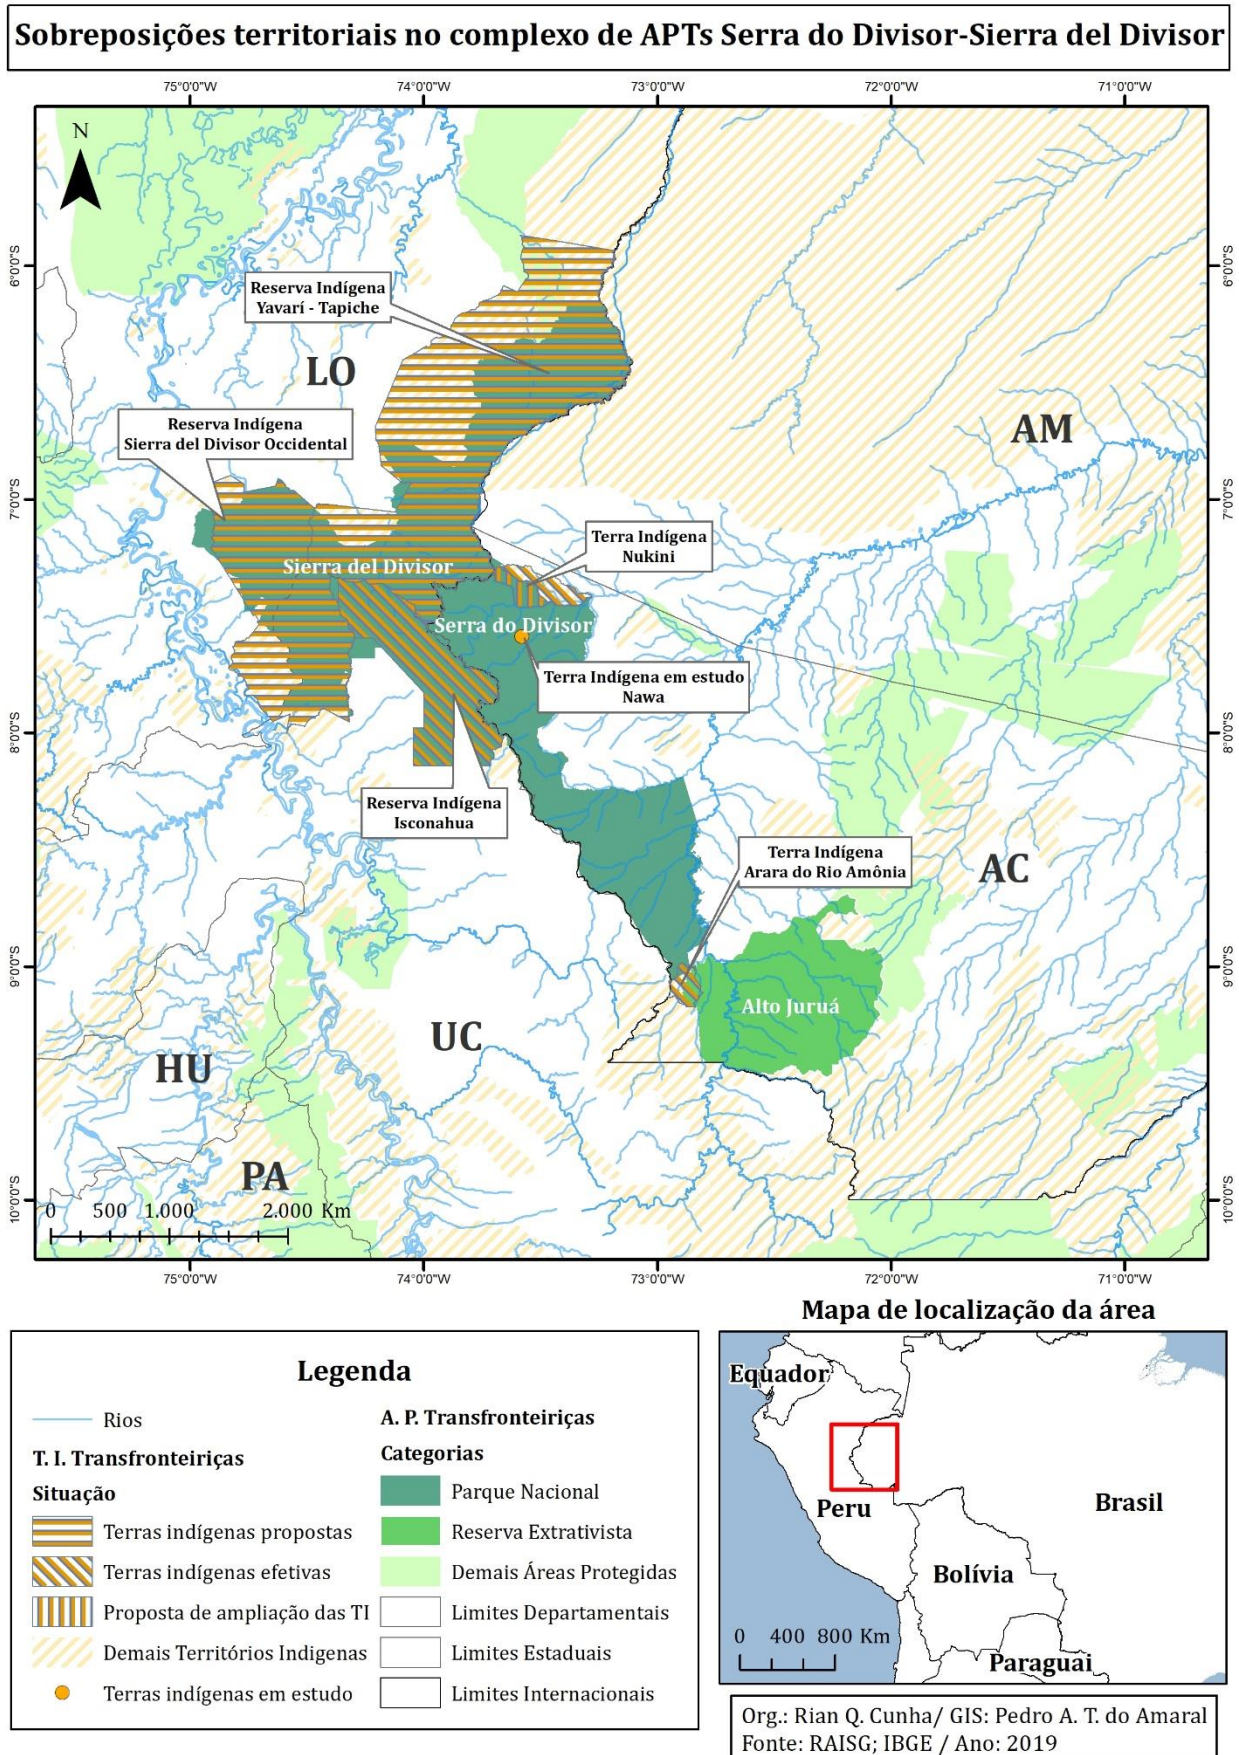 Sobreposições territoriais no complexo de APTs Serra do Divisor-Sierra del Divisor
75°0'0"W
74°0'0"W
73°0'0"W
72°0'0"W
71°0'0"W
N
6°0'0"S
6°0'0"S
Reserva Indígena
Yavarí - Tapiche
LO
Reserva Indígena
Sierra del Divisor Occidental
AM
7°0'0"S
7°0'0"S
Terra Indígena
Nukini
Sierra del Divisor
Serra do Divisor
Terra Indígena em estudo
Nawa
8°0'0"S
8°0'0"S
Reserva Indígena
Isconahua
Terra Indígena
Arara do Rio Amônia
AC
9°0'0"S
9°0'0"S
Alto Juruá
UC
HU
PA
10°0'0"S
10°0'0"S
0 500 1.000 2.000 Km
75°0'0"W
74°0'0"W
73°0'0"W
72°0'0"W
71°0'0"W
Legenda
Rios
T. I. Transfronteiriças
Situação
Terras indígenas propostas
Terras indígenas efetivas
Proposta de ampliação das TI
Demais Territórios Indigenas
Terras indígenas em estudo
A. P. Transfronteiriças
Categorias
Parque Nacional
Reserva Extrativista
Demais Áreas Protegidas
Limites Departamentais
Limites Estaduais
Limites Internacionais
Mapa de localização da área
Equador
Peru
Brasil
Bolívia
Paraguai
0 400 800 Km
Org.: Rian Q. Cunha/ GIS: Pedro A. T. do Amaral
Fonte: RAISG; IBGE / Ano: 2019